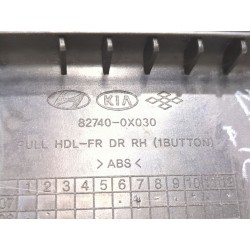 KIA
82740-0X030
PULL HDL-FR DR RH (1BUTTON)
> ABS <
1 2 3 4 5 6 7 8 9 10 11 12
07